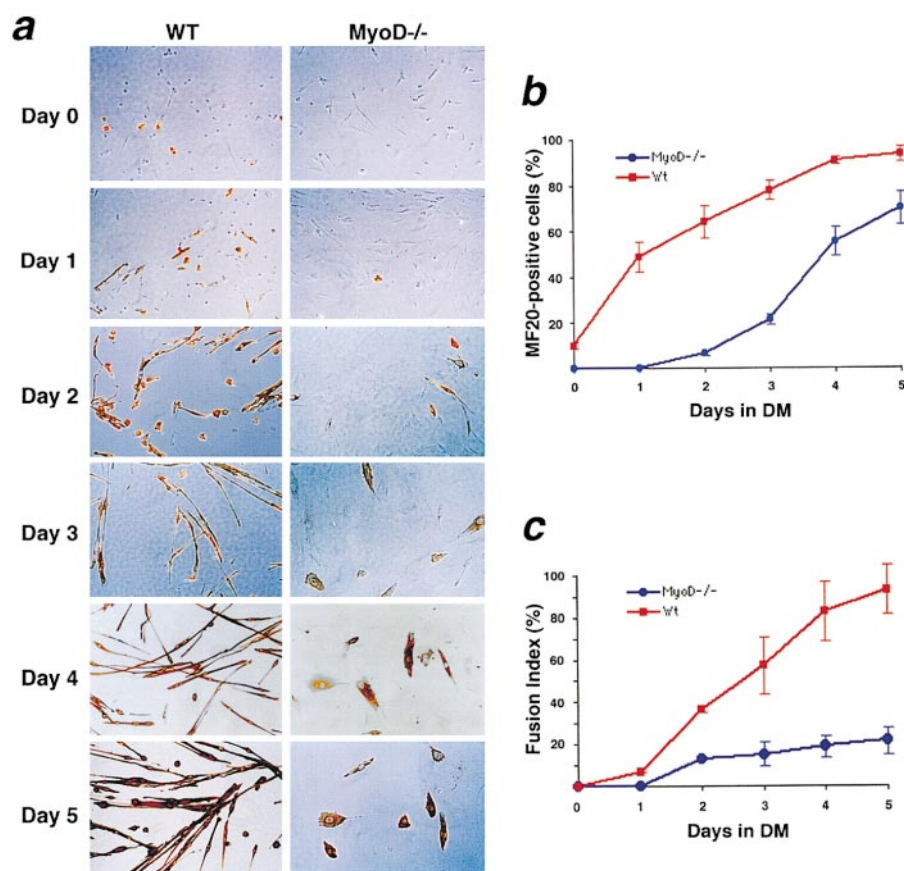 a
WT MyoD-/-
Day 0
Day 1
Day 2
Day 3
Day 4
Day 5
b
MF20-positive cells (%)
100
80
60
40
20
MyoD-/-
Wt
0 1 2 3 4 5
Days in DM
c
Fusion Index (%)
100
80
60
40
20
MyoD-/-
Wt
0 1 2 3 4 5
Days in DM